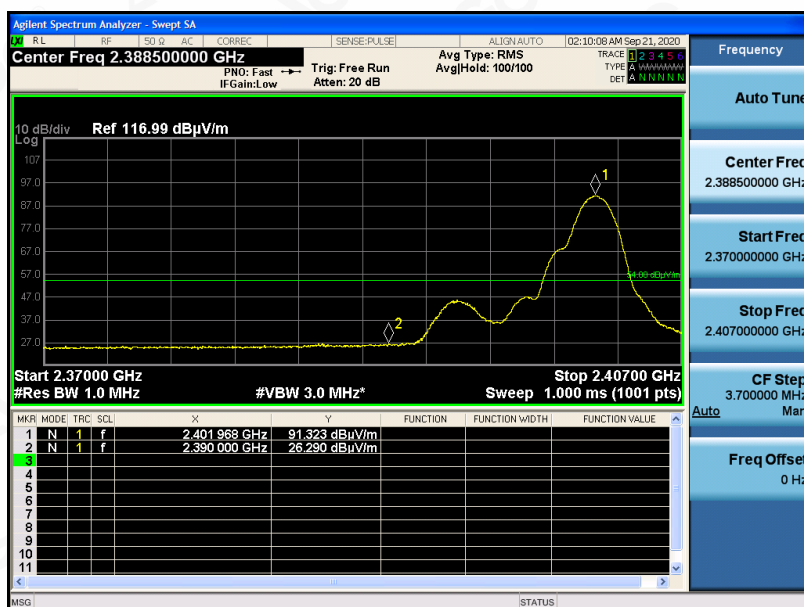 Agilent Spectrum Analyzer - Swept SA
LXI RL RF 50 Ω AC CORREC SENSE:PULSE ALIGN AUTO 02:10:08 AM Sep 21, 2020
Center Freq 2.388500000 GHz
PNO: Fast
IFGain:Low
Trig: Free Run
Atten: 20 dB
Avg Type: RMS
Avg|Hold: 100/100
TRACE 1 2 3 4 5 6
TYPE A WWWWW
DET A N N N N N
10 dB/div Ref 116.99 dBµV/m
Log
107
97.0
87.0
77.0
67.0
57.0
47.0
37.0
27.0
1
2
54.00 dBµV/m
Start 2.37000 GHz Stop 2.40700 GHz
#Res BW 1.0 MHz #VBW 3.0 MHz* Sweep 1.000 ms (1001 pts)
MKR MODE TRC SCL X Y FUNCTION FUNCTION WIDTH FUNCTION VALUE
1 N 1 f 2.401 968 GHz 91.323 dBµV/m
2 N 1 f 2.390 000 GHz 26.290 dBµV/m
3
4
5
6
7
8
9
10
11
MSG STATUS
Frequency
Auto Tune
Center Freq
2.388500000 GHz
Start Freq
2.370000000 GHz
Stop Freq
2.407000000 GHz
CF Step
3.700000 MHz
Auto Man
Freq Offset
0 Hz